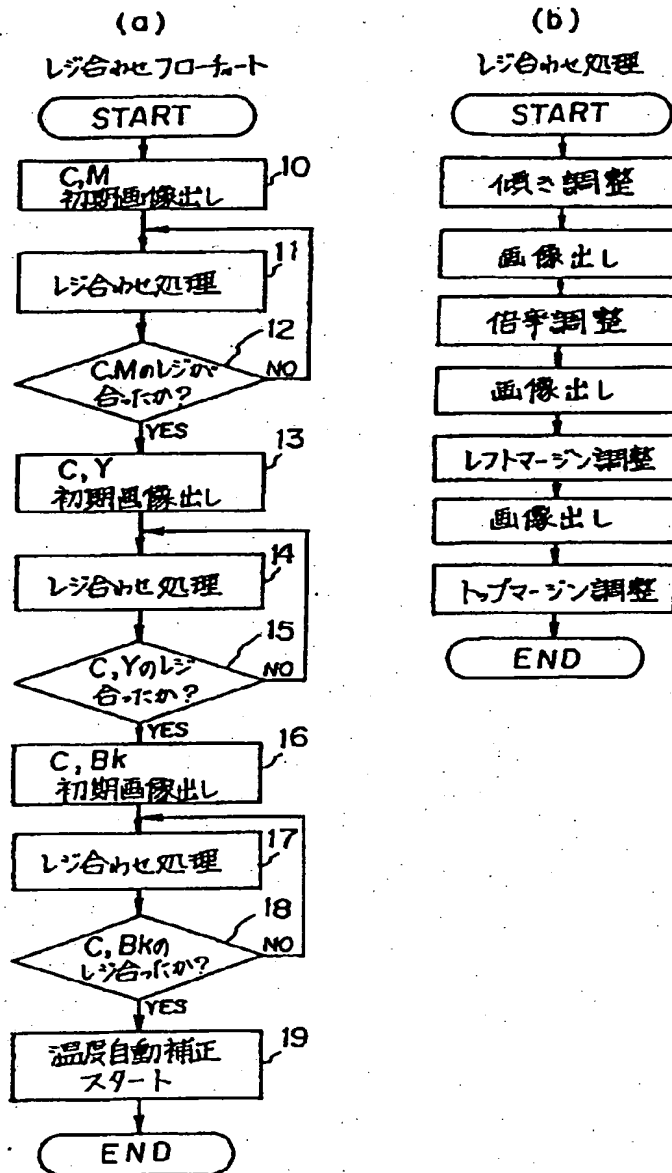 (a)
レジ合わせフローチャート
START
C,M
初期画像出し
10
レジ合わせ処理
11
C.Mのレジが
合ったか?
12
NO
YES
C,Y
初期画像出し
13
レジ合わせ処理
14
C,Yのレジ
合ったか?
15
NO
YES
C,Bk
初期画像出し
16
レジ合わせ処理
17
C,Bkの
レジ合ったか?
18
NO
YES
温度自動補正
スタート
19
END
(b)
レジ合わせ処理
START
傾き調整
画像出し
倍率調整
画像出し
レフトマージン調整
画像出し
トップマージン調整
END